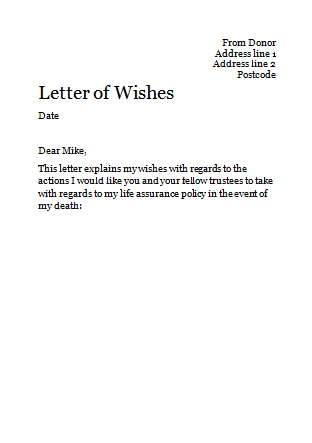 From Donor
Address line 1
Address line 2
Postcode
Letter of Wishes
Date
Dear Mike,
This letter explains my wishes with regards to the
actions I would like you and your fellow trustees to take
with regards to my life assurance policy in the event of
my death: